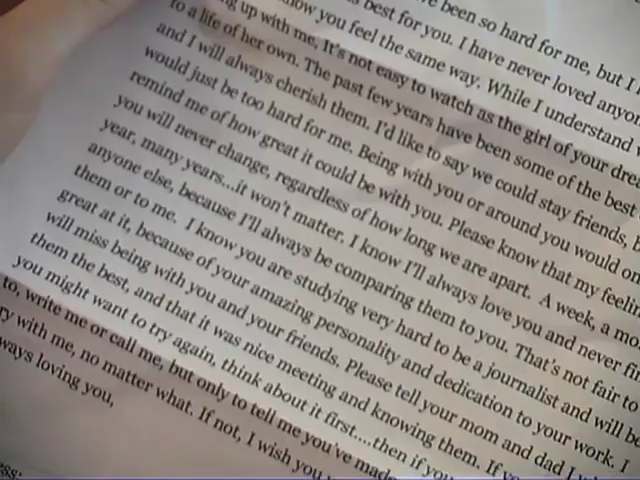 ve been so hard for me, but I
s best for you. I have never loved anyon
now you feel the same way. While I understand
ng up with me, It's not easy to watch as the girl of your drea
to a life of her own. The past few years have been some of the best
and I will always cherish them. I'd like to say we could stay friends, b
would just be too hard for me. Being with you or around you would on
remind me of how great it could be with you. Please know that my feelin
you will never change, regardless of how long we are apart. A week, a mo
year, many years...it won't matter. I know I'll always love you and never fin
anyone else, because I'll always be comparing them to you. That's not fair to
them or to me. I know you are studying very hard to be a journalist and will be
great at it, because of your amazing personality and dedication to your work. I
will miss being with you and your friends. Please tell your mom and dad I w
them the best, and that it was nice meeting and knowing them. If yo
you might want to try again, think about it first....then if you
to, write me or call me, but only to tell me you've made
ry with me, no matter what. If not, I wish you
ways loving you,
ess: